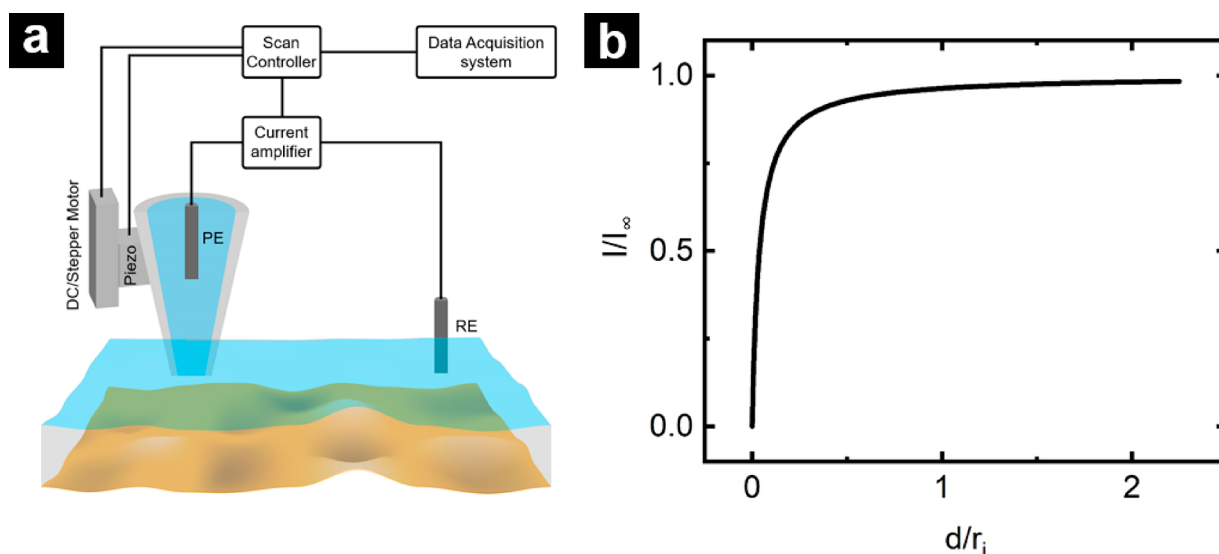 a
Scan
Controller
Data Acquisition
system
Current
amplifier
DC/Stepper Motor
Piezo
PE
RE
b
I/I∞
1.0
0.5
0.0
0
1
2
d/ri